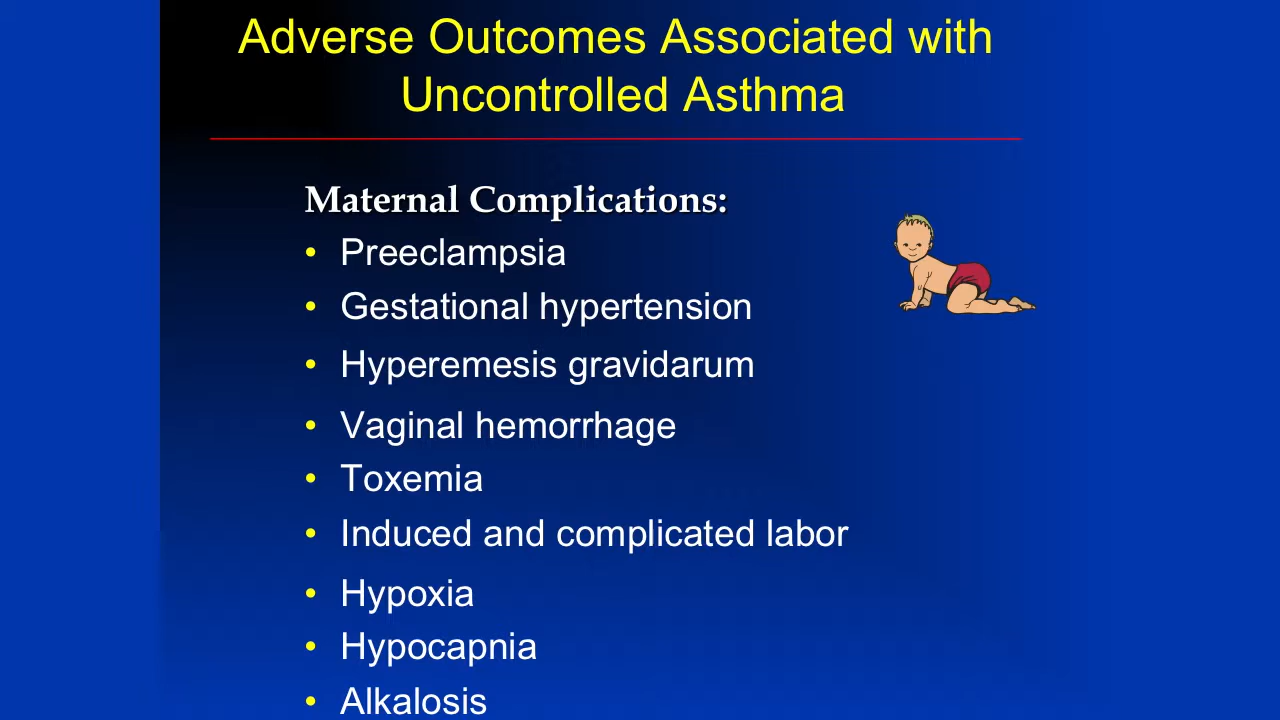 Adverse Outcomes Associated with
Uncontrolled Asthma
Maternal Complications:
• Preeclampsia
• Gestational hypertension
• Hyperemesis gravidarum
• Vaginal hemorrhage
• Toxemia
• Induced and complicated labor
• Hypoxia
• Hypocapnia
• Alkalosis